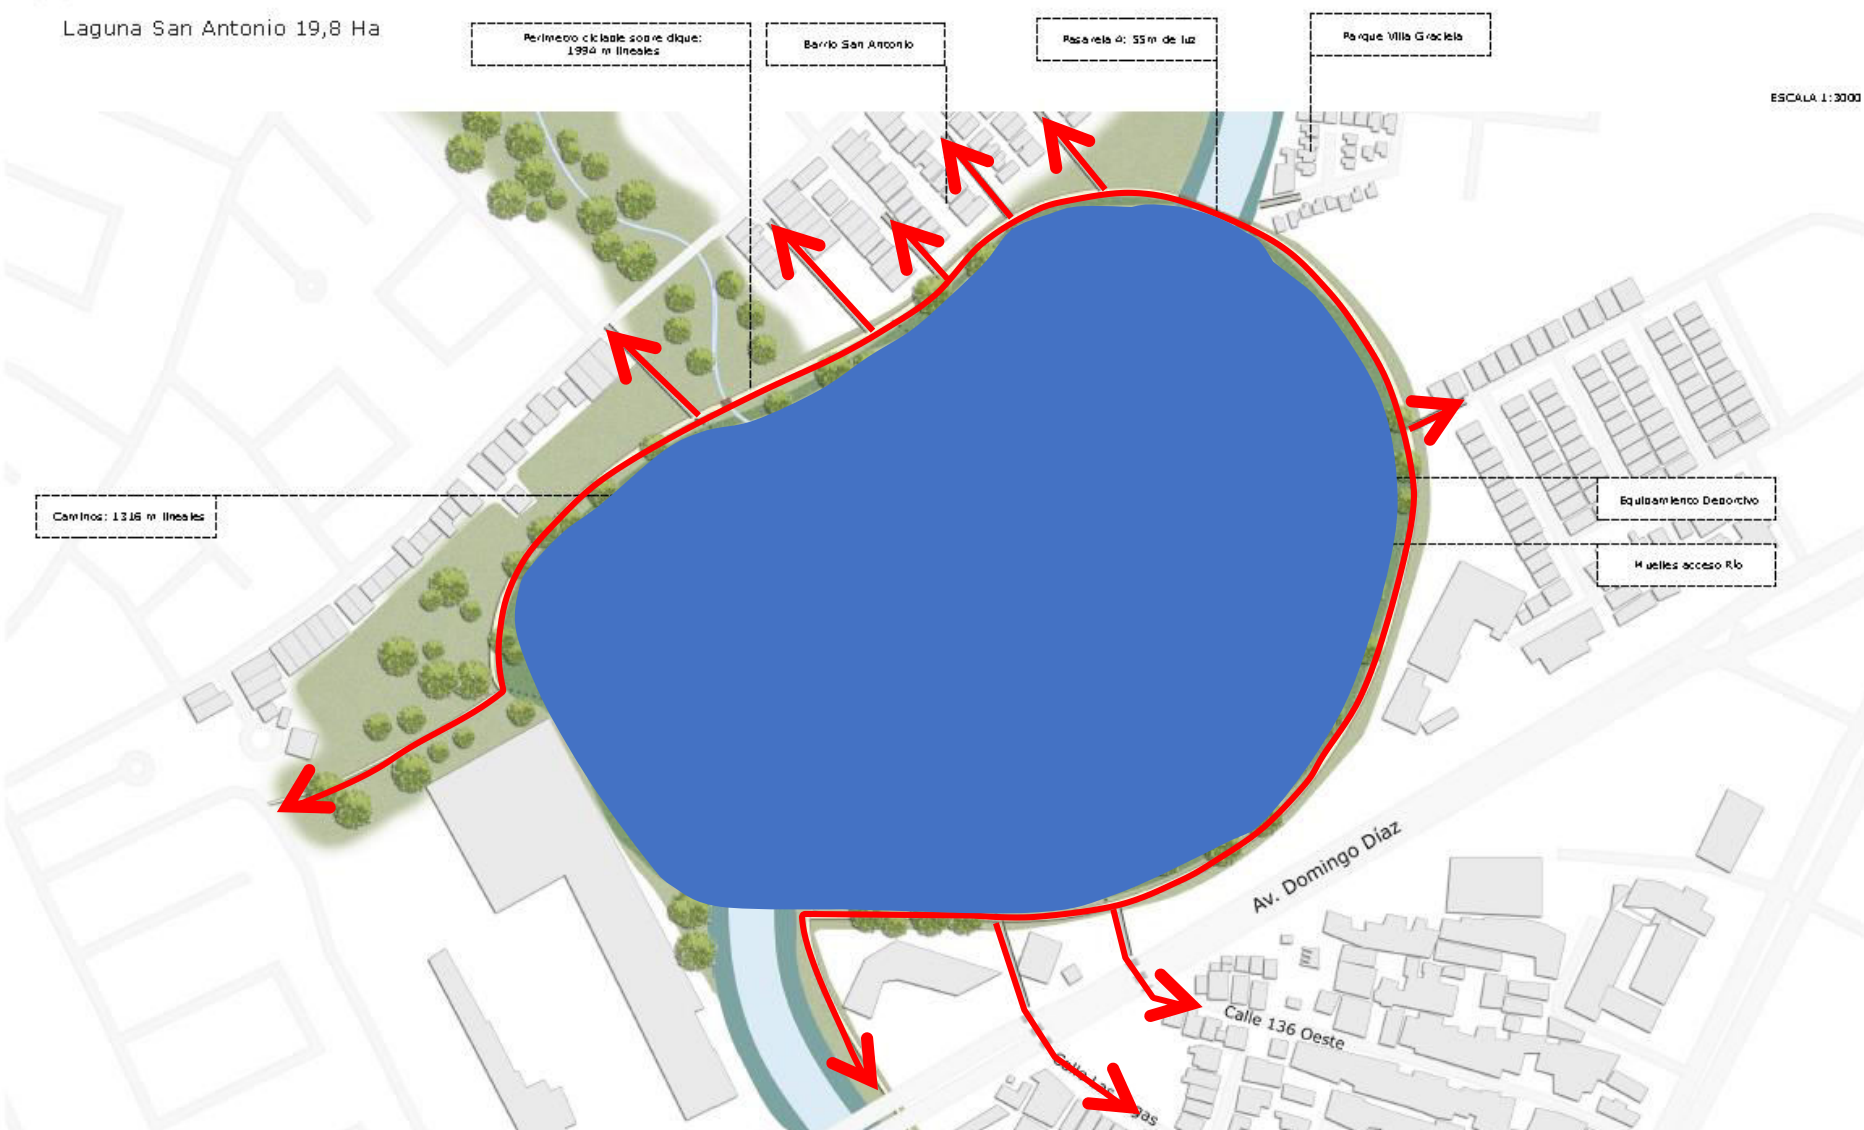 Laguna San Antonio 19,8 Ha
Perímetro ciclable sobre dique:
1994 m lineales
Barrio San Antonio
Pasarela A: 55m de luz
Parque Villa Graciela
ESCALA 1:3000
Caminos: 1316 m lineales
Equipamiento Deportivo
Muelles acceso Río
Av. Domingo Díaz
Calle 136 Oeste
Calle